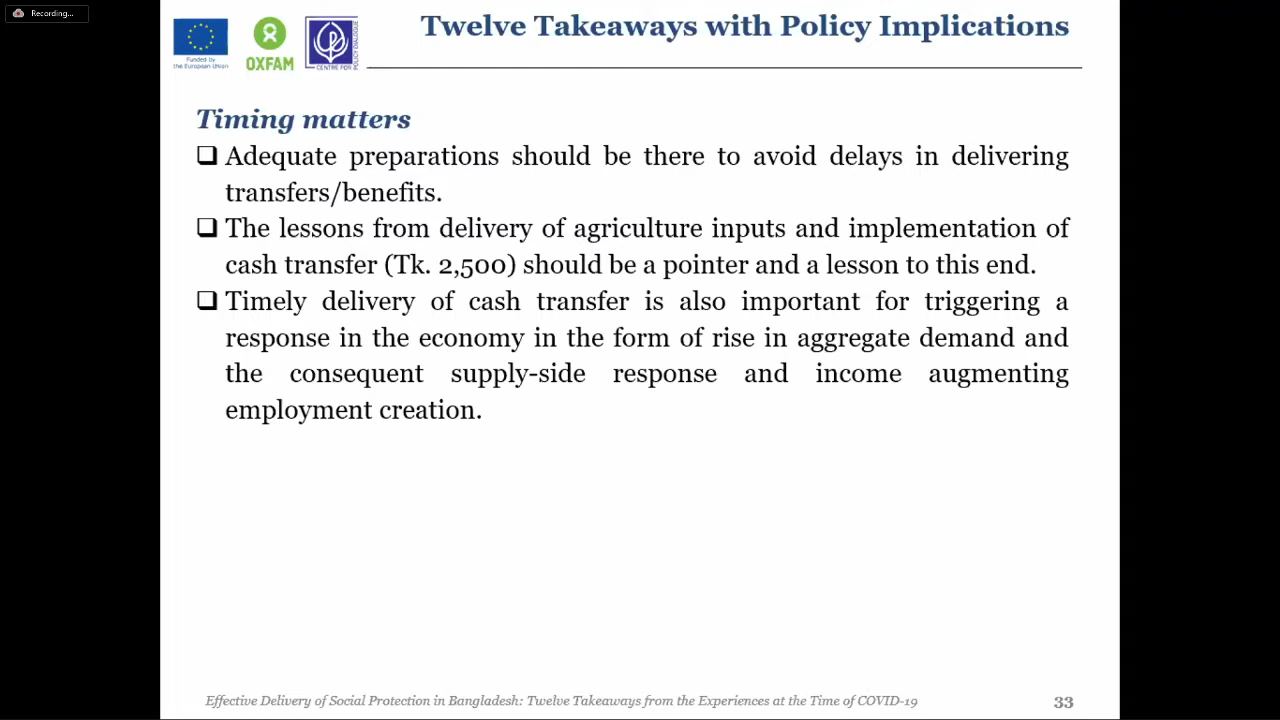 Recording...
Twelve Takeaways with Policy Implications
Funded by
the European Union
OXFAM
CENTRE FOR
POLICY DIALOGUE
Timing matters
❑ Adequate preparations should be there to avoid delays in delivering
transfers/benefits.
❑ The lessons from delivery of agriculture inputs and implementation of
cash transfer (Tk. 2,500) should be a pointer and a lesson to this end.
❑ Timely delivery of cash transfer is also important for triggering a
response in the economy in the form of rise in aggregate demand and
the consequent supply-side response and income augmenting
employment creation.
Effective Delivery of Social Protection in Bangladesh: Twelve Takeaways from the Experiences at the Time of COVID-19
33